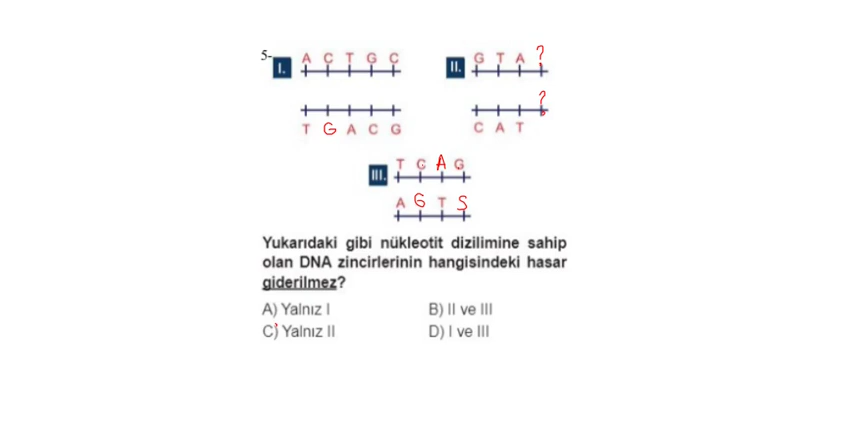 5-
I. A C T G C
II. G T A ?
?
T G A C G
C A T
III. T C A G
A G T S
Yukarıdaki gibi nükleotit dizilimine sahip
olan DNA zincirlerinin hangisindeki hasar
giderilmez?
A) Yalnız I
B) II ve III
C) Yalnız II
D) I ve III